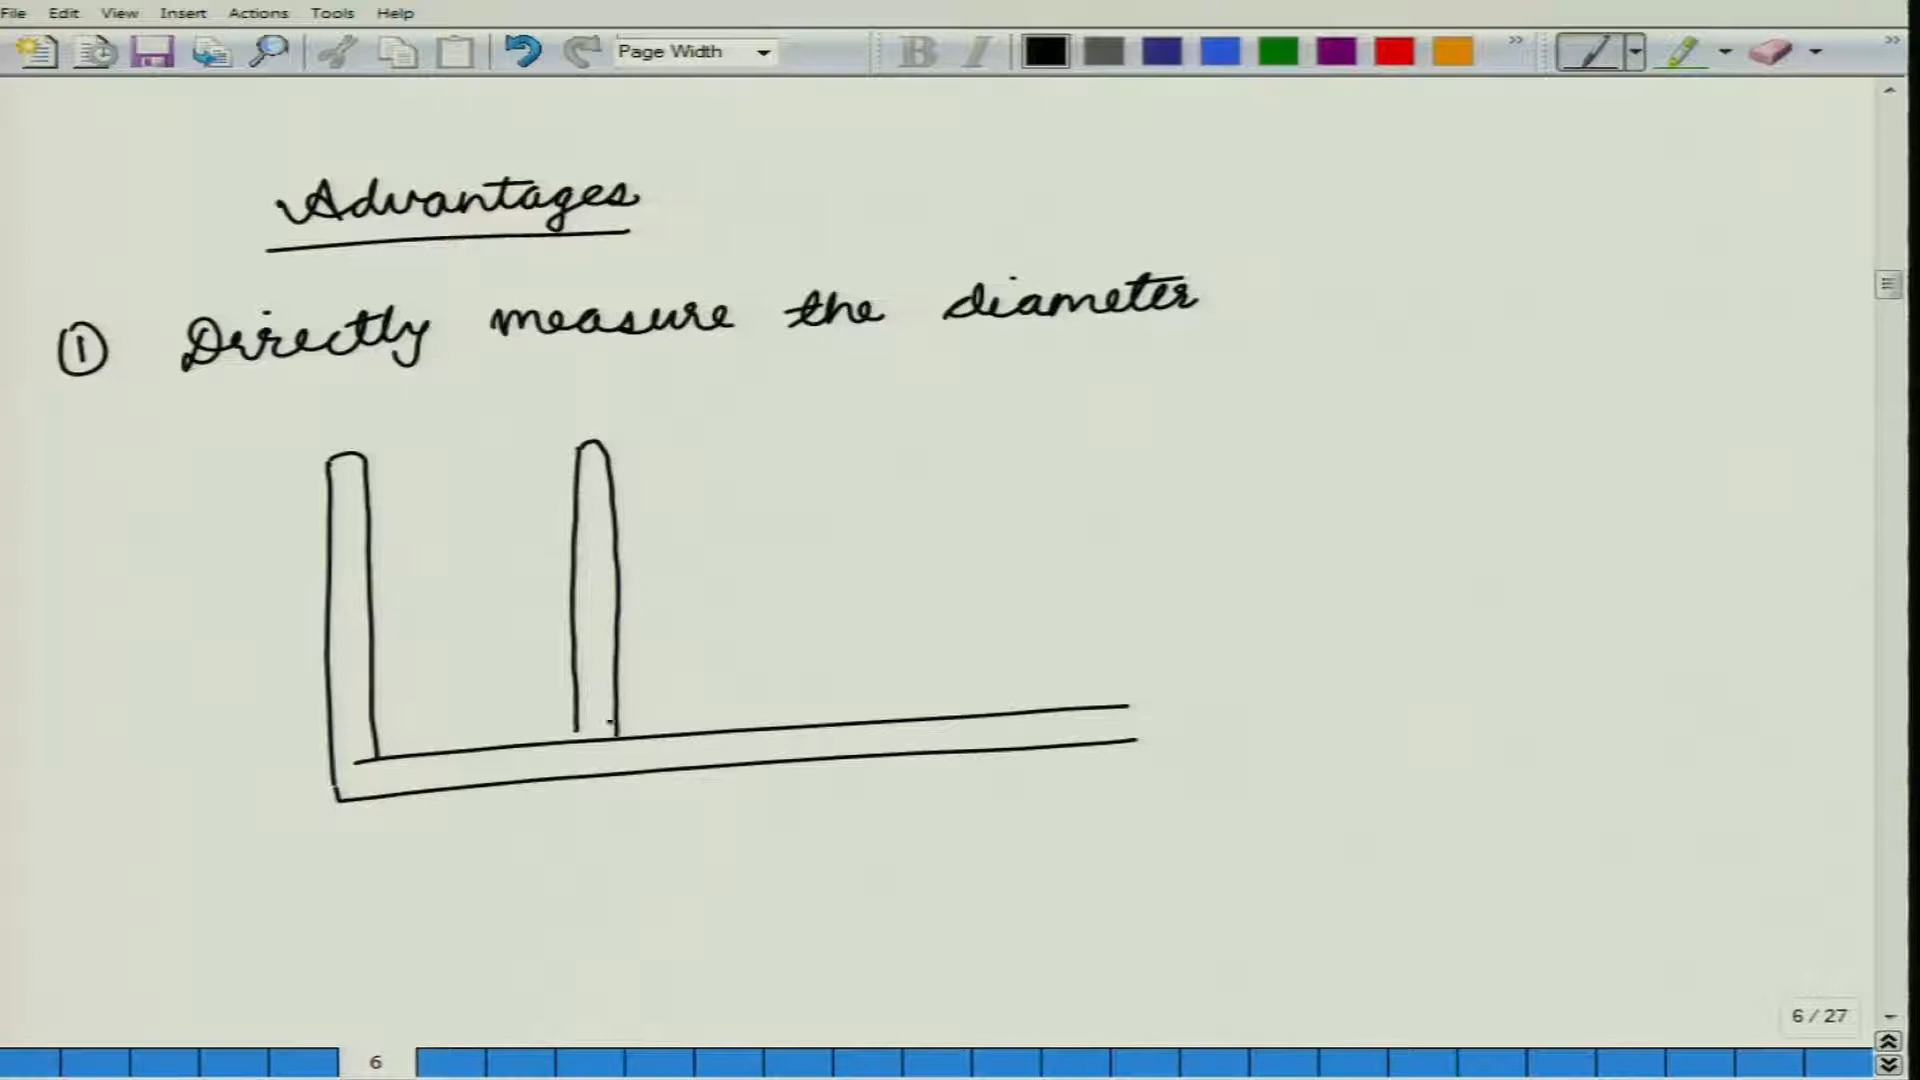 File Edit View Insert Actions Tools Help
Page Width B I
Advantages
① Directly measure the diameter
6 / 27
6